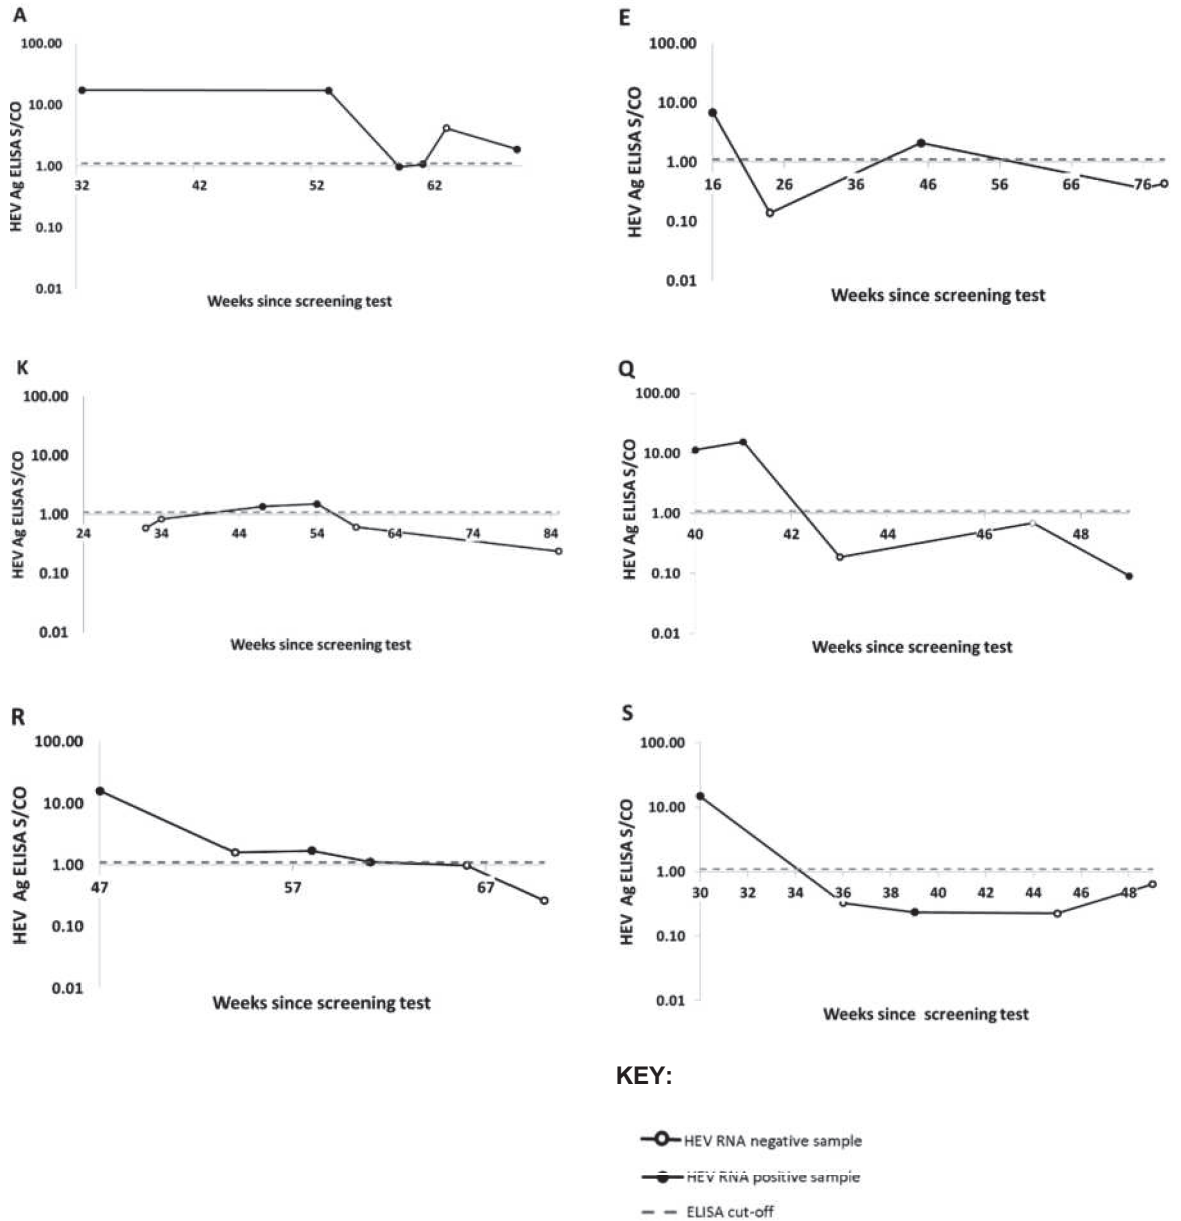 A
100.00
10.00
1.00
0.10
0.01
32 42 52 62
HEV Ag ELISA S/CO
Weeks since screening test
E
100.00
10.00
1.00
0.10
0.01
16 26 36 46 56 66 76
HEV Ag ELISA S/CO
Weeks since screening test
K
100.00
10.00
1.00
0.10
0.01
24 34 44 54 64 74 84
HEV Ag ELISA S/CO
Weeks since screening test
Q
100.00
10.00
1.00
0.10
0.01
40 42 44 46 48
HEV Ag ELISA S/CO
Weeks since screening test
R
100.00
10.00
1.00
0.10
0.01
47 57 67
HEV Ag ELISA S/CO
Weeks since screening test
S
100.00
10.00
1.00
0.10
0.01
30 32 34 36 38 40 42 44 46 48
HEV Ag ELISA S/CO
Weeks since screening test
KEY:
HEV RNA negative sample
HEV RNA positive sample
ELISA cut-off